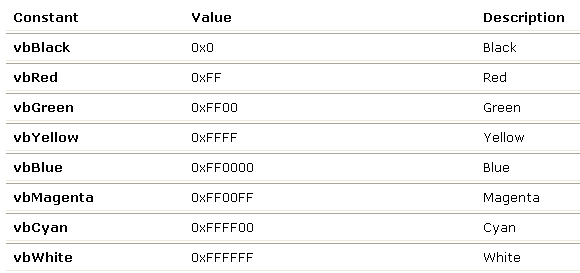 Constant Value Description
vbBlack 0x0 Black
vbRed 0xFF Red
vbGreen 0xFF00 Green
vbYellow 0xFFFF Yellow
vbBlue 0xFF0000 Blue
vbMagenta 0xFF00FF Magenta
vbCyan 0xFFFF00 Cyan
vbWhite 0xFFFFFF White